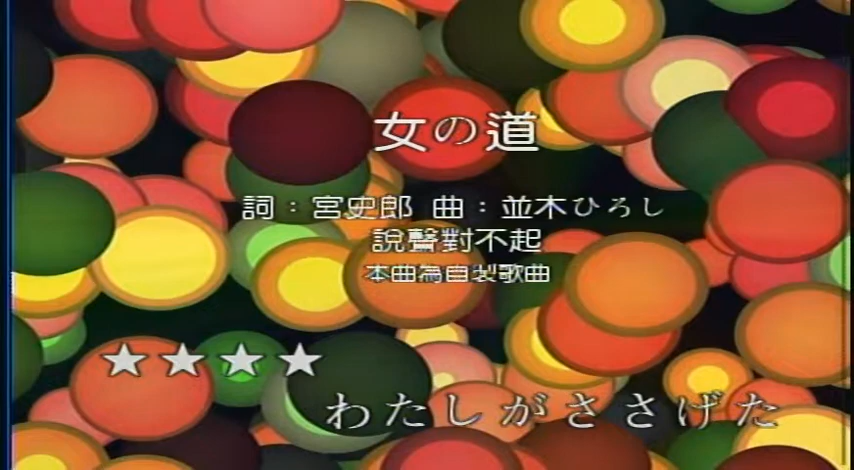 女の道
詞：宮史郎 曲：並木ひろし
說聲對不起
本曲為自製歌曲
★★★★
わたしがささげた